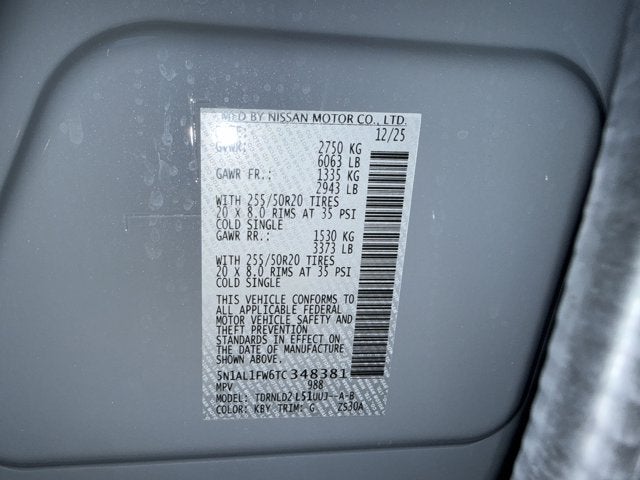 MFD BY NISSAN MOTOR CO., LTD.
DATE: 12/25
GVWR: 2750 KG
6063 LB
GAWR FR.: 1335 KG
2943 LB
WITH 255/50R20 TIRES
20 X 8.0 RIMS AT 35 PSI
COLD SINGLE
GAWR RR.: 1530 KG
3373 LB
WITH 255/50R20 TIRES
20 X 8.0 RIMS AT 35 PSI
COLD SINGLE
THIS VEHICLE CONFORMS TO
ALL APPLICABLE FEDERAL
MOTOR VEHICLE SAFETY AND
THEFT PREVENTION
STANDARDS IN EFFECT ON THE
DATE OF MANUFACTURE
SHOWN ABOVE.
5N1AL1FW6TC348381
MPV 988
MODEL: TDRNLD2 L51UUJ--A-B
COLOR: KBY TRIM: G ZS30A